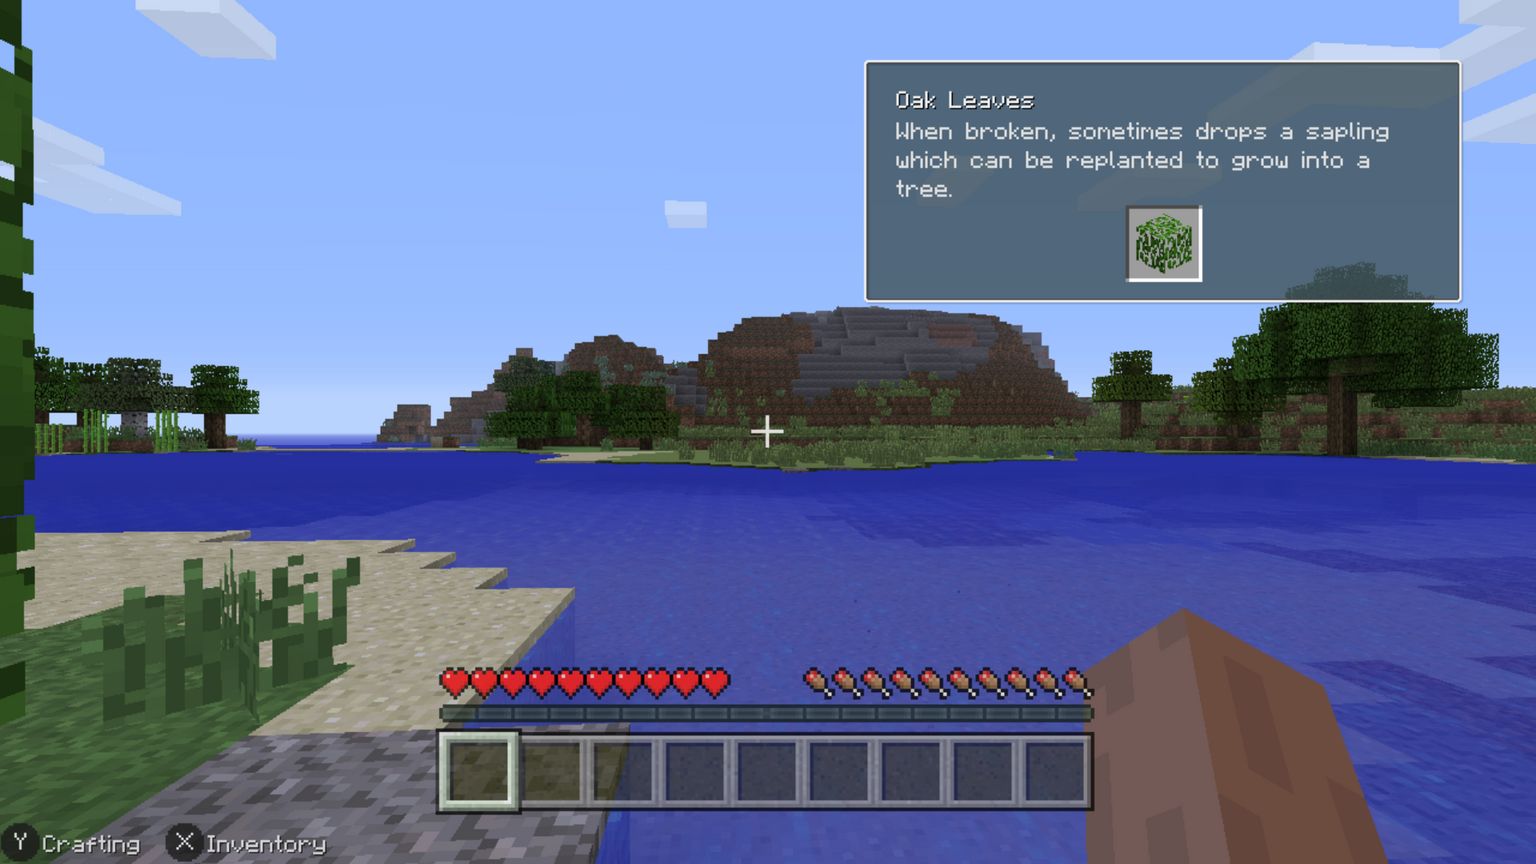 Oak Leaves
When broken, sometimes drops a sapling
which can be replanted to grow into a
tree.
Y Crafting X Inventory